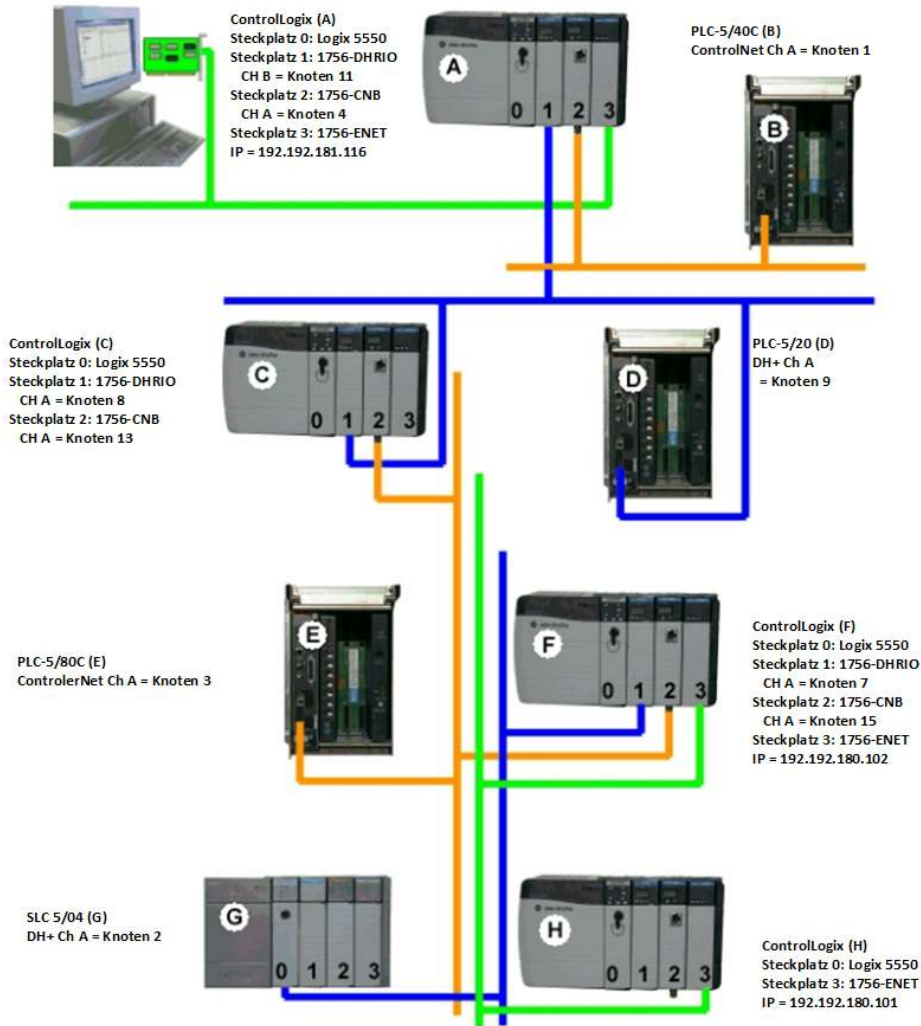 ControlLogix (A)
Steckplatz 0: Logix 5550
Steckplatz 1: 1756-DHRIO
CH B = Knoten 11
Steckplatz 2: 1756-CNB
CH A = Knoten 4
Steckplatz 3: 1756-ENET
IP = 192.192.181.116
A
0 1 2 3
PLC-5/40C (B)
ControlNet Ch A = Knoten 1
B
ControlLogix (C)
Steckplatz 0: Logix 5550
Steckplatz 1: 1756-DHRIO
CH A = Knoten 8
Steckplatz 2: 1756-CNB
CH A = Knoten 13
C
0 1 2 3
D
PLC-5/20 (D)
DH+ Ch A
= Knoten 9
PLC-5/80C (E)
ControlerNet Ch A = Knoten 3
E
F
0 1 2 3
ControlLogix (F)
Steckplatz 0: Logix 5550
Steckplatz 1: 1756-DHRIO
CH A = Knoten 7
Steckplatz 2: 1756-CNB
CH A = Knoten 15
Steckplatz 3: 1756-ENET
IP = 192.192.180.102
SLC 5/04 (G)
DH+ Ch A = Knoten 2
G
0 1 2 3
H
0 1 2 3
ControlLogix (H)
Steckplatz 0: Logix 5550
Steckplatz 3: 1756-ENET
IP = 192.192.180.101